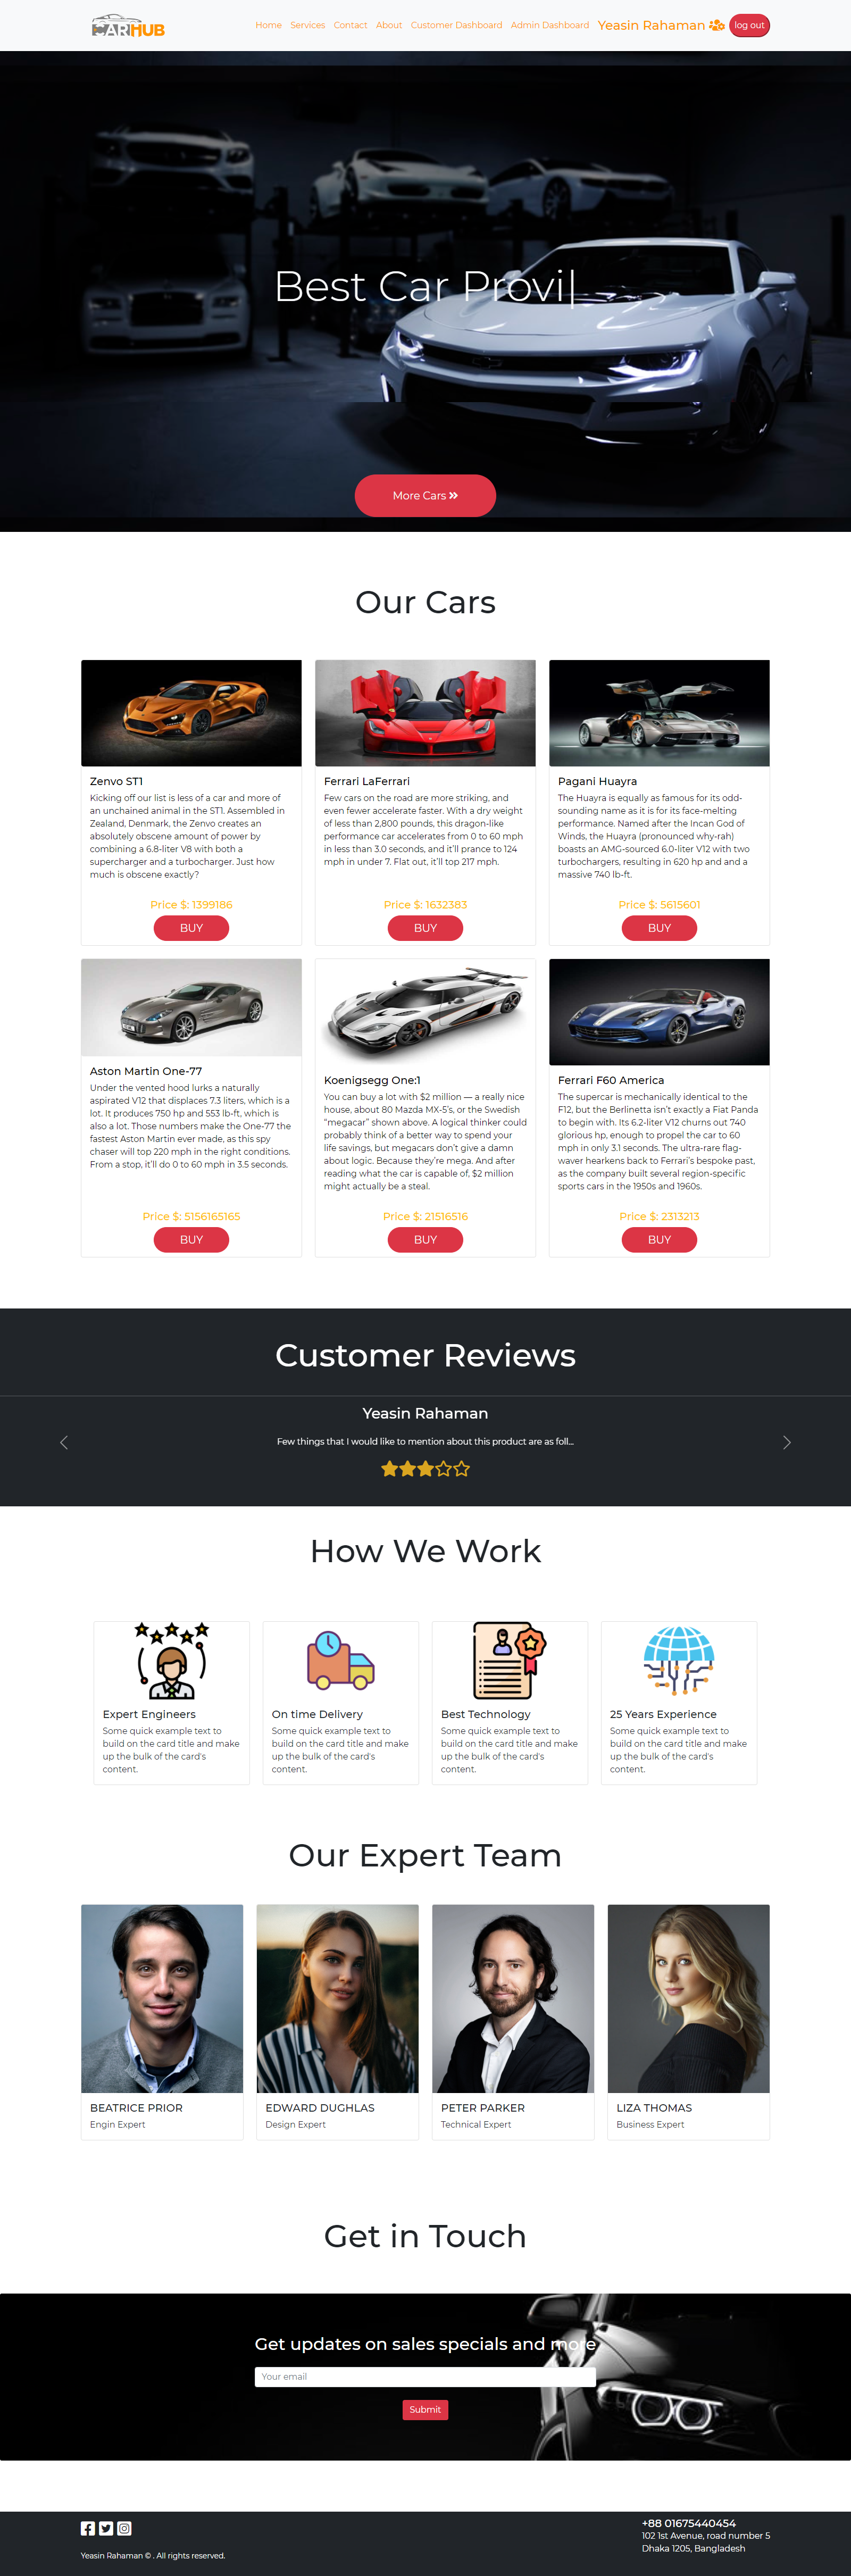 CARHUB
Home Services Contact About Customer Dashboard Admin Dashboard Yeasin Rahaman log out
Best Car Provi|
More Cars
Our Cars
Zenvo ST1
Kicking off our list is less of a car and more of
an unchained animal in the ST1. Assembled in
Zealand, Denmark, the Zenvo creates an
absolutely obscene amount of power by
combining a 6.8-liter V8 with both a
supercharger and a turbocharger. Just how
much is obscene exactly?
Price $: 1399186
BUY
Ferrari LaFerrari
Few cars on the road are more striking, and
even fewer accelerate faster. With a dry weight
of less than 2,800 pounds, this dragon-like
performance car accelerates from 0 to 60 mph
in less than 3.0 seconds, and it'll prance to 124
mph in under 7. Flat out, it'll top 217 mph.
Price $: 1632383
BUY
Pagani Huayra
The Huayra is equally as famous for its odd-
sounding name as it is for its face-melting
performance. Named after the Incan God of
Winds, the Huayra (pronounced why-rah)
boasts an AMG-sourced 6.0-liter V12 with two
turbochargers, resulting in 620 hp and and a
massive 740 lb-ft.
Price $: 5615601
BUY
Aston Martin One-77
Under the vented hood lurks a naturally
aspirated V12 that displaces 7.3 liters, which is a
lot. It produces 750 hp and 553 lb-ft, which is
also a lot. Those numbers make the One-77 the
fastest Aston Martin ever made, as this spy
chaser will top 220 mph in the right conditions.
From a stop, it'll do 0 to 60 mph in 3.5 seconds.
Price $: 5156165165
BUY
Koenigsegg One:1
You can buy a lot with $2 million — a really nice
house, about 80 Mazda MX-5's, or the Swedish
“megacar” shown above. A logical thinker could
probably think of a better way to spend your
life savings, but megacars don't give a damn
about logic. Because they're mega. And after
reading what the car is capable of, $2 million
might actually be a steal.
Price $: 21516516
BUY
Ferrari F60 America
The supercar is mechanically identical to the
F12, but the Berlinetta isn't exactly a Fiat Panda
to begin with. Its 6.2-liter V12 churns out 740
glorious hp, enough to propel the car to 60
mph in only 3.1 seconds. The ultra-rare flag-
waver hearkens back to Ferrari's bespoke past,
as the company built several region-specific
sports cars in the 1950s and 1960s.
Price $: 2313213
BUY
Customer Reviews
Yeasin Rahaman
Few things that I would like to mention about this product are as foll...
How We Work
Expert Engineers
Some quick example text to
build on the card title and make
up the bulk of the card's
content.
On time Delivery
Some quick example text to
build on the card title and make
up the bulk of the card's
content.
Best Technology
Some quick example text to
build on the card title and make
up the bulk of the card's
content.
25 Years Experience
Some quick example text to
build on the card title and make
up the bulk of the card's
content.
Our Expert Team
BEATRICE PRIOR
Engin Expert
EDWARD DUGHLAS
Design Expert
PETER PARKER
Technical Expert
LIZA THOMAS
Business Expert
Get in Touch
Get updates on sales specials and more
Your email
Submit
Yeasin Rahaman © . All rights reserved.
+88 01675440454
102 1st Avenue, road number 5
Dhaka 1205, Bangladesh